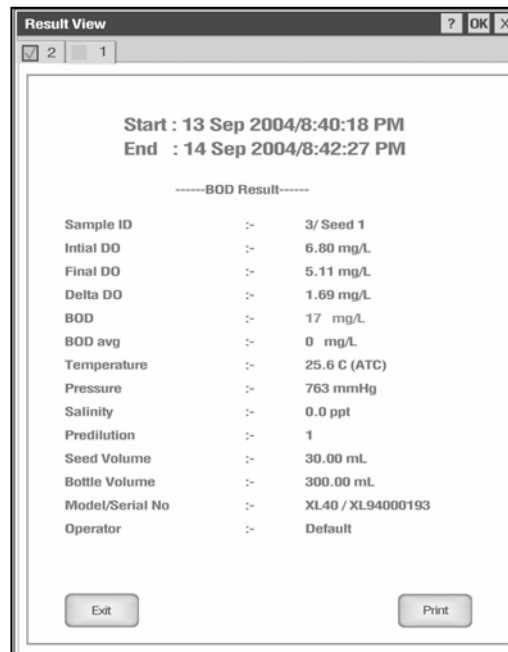 Result View ? OK X
2 1
Start : 13 Sep 2004/8:40:18 PM
End : 14 Sep 2004/8:42:27 PM
------BOD Result------
Sample ID :- 3/ Seed 1
Intial DO :- 6.80 mg/L
Final DO :- 5.11 mg/L
Delta DO :- 1.69 mg/L
BOD :- 17 mg/L
BOD avg :- 0 mg/L
Temperature :- 25.6 C (ATC)
Pressure :- 763 mmHg
Salinity :- 0.0 ppt
Predilution :- 1
Seed Volume :- 30.00 mL
Bottle Volume :- 300.00 mL
Model/Serial No :- XL40 / XL94000193
Operator :- Default
Exit Print